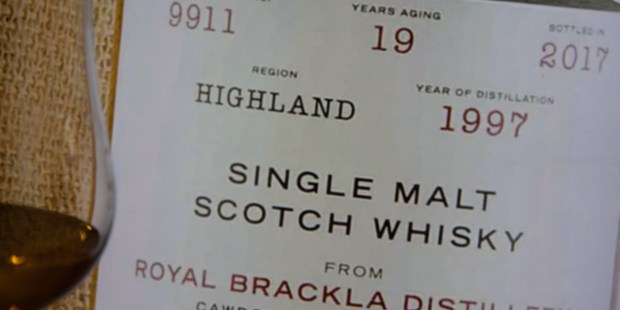 YEARS AGING BOTTLED IN
9911 19 2017
REGION YEAR OF DISTILLATION
HIGHLAND 1997
SINGLE MALT
SCOTCH WHISKY
FROM
ROYAL BRACKLA